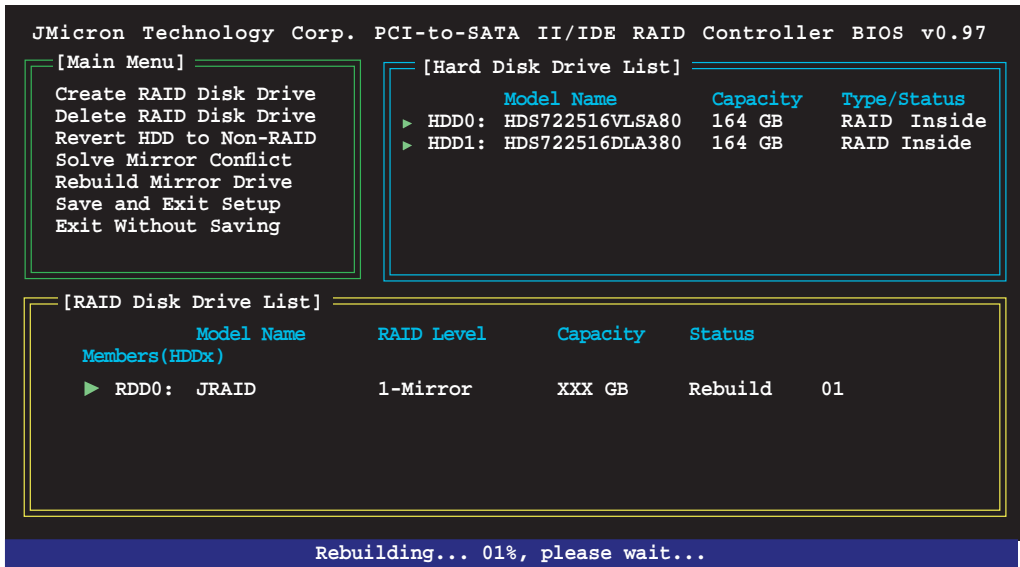 JMicron Technology Corp. PCI-to-SATA II/IDE RAID Controller BIOS v0.97
[Main Menu]
Create RAID Disk Drive
Delete RAID Disk Drive
Revert HDD to Non-RAID
Solve Mirror Conflict
Rebuild Mirror Drive
Save and Exit Setup
Exit Without Saving
[Hard Disk Drive List]
Model Name Capacity Type/Status
HDD0: HDS722516VLSA80 164 GB RAID Inside
HDD1: HDS722516DLA380 164 GB RAID Inside
[RAID Disk Drive List]
Model Name RAID Level Capacity Status
Members(HDDx)
RDD0: JRAID 1-Mirror XXX GB Rebuild 01
Rebuilding... 01%, please wait...